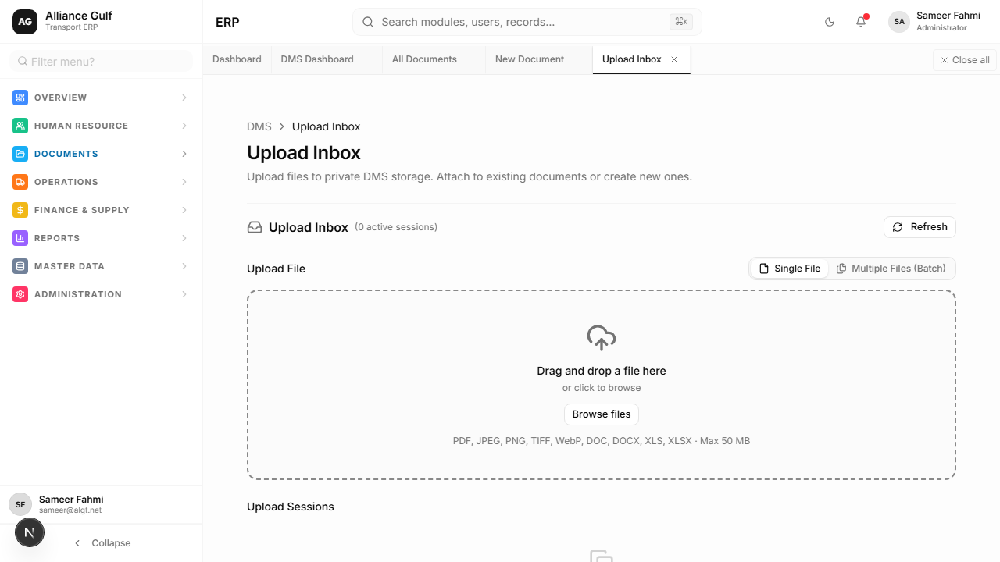 AG
Alliance Gulf
Transport ERP
ERP
Search modules, users, records...
⌘K
SA
Sameer Fahmi
Administrator
Filter menu?
Dashboard
DMS Dashboard
All Documents
New Document
Upload Inbox
Close all
OVERVIEW
HUMAN RESOURCE
DOCUMENTS
OPERATIONS
FINANCE & SUPPLY
REPORTS
MASTER DATA
ADMINISTRATION
DMS > Upload Inbox
Upload Inbox
Upload files to private DMS storage. Attach to existing documents or create new ones.
Upload Inbox (0 active sessions)
Refresh
Upload File
Single File
Multiple Files (Batch)
Drag and drop a file here
or click to browse
Browse files
PDF, JPEG, PNG, TIFF, WebP, DOC, DOCX, XLS, XLSX · Max 50 MB
Upload Sessions
SF
Sameer Fahmi
sameer@algt.net
N
Collapse